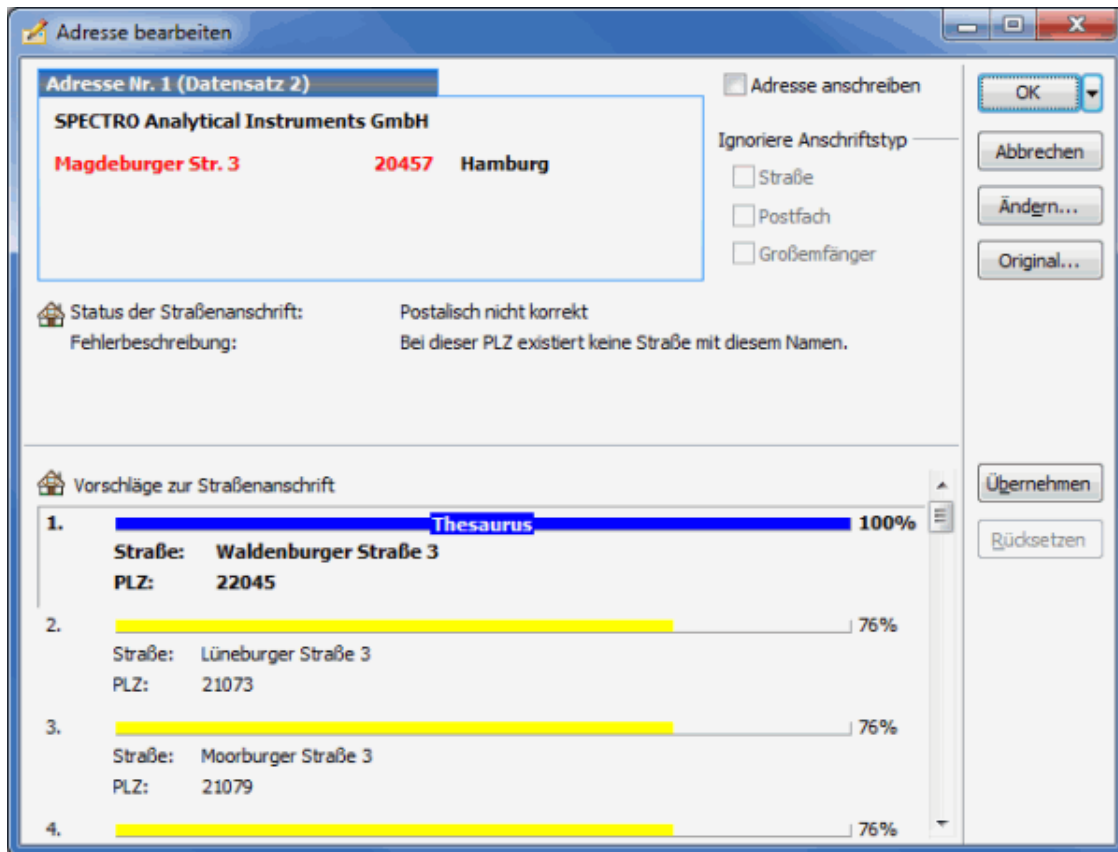 Adresse bearbeiten
Adresse Nr. 1 (Datensatz 2)
SPECTRO Analytical Instruments GmbH
Magdeburger Str. 3 20457 Hamburg
Adresse anschreiben
Ignoriere Anschriftstyp
Straße
Postfach
Großemfänger
OK
Abbrechen
Ändern...
Original...
Status der Straßenanschrift: Postalisch nicht korrekt
Fehlerbeschreibung: Bei dieser PLZ existiert keine Straße mit diesem Namen.
Vorschläge zur Straßenanschrift
Übernehmen
Rücksetzen
1. Thesaurus 100%
Straße: Waldenburger Straße 3
PLZ: 22045
2. 76%
Straße: Lüneburger Straße 3
PLZ: 21073
3. 76%
Straße: Moorburger Straße 3
PLZ: 21079
4. 76%